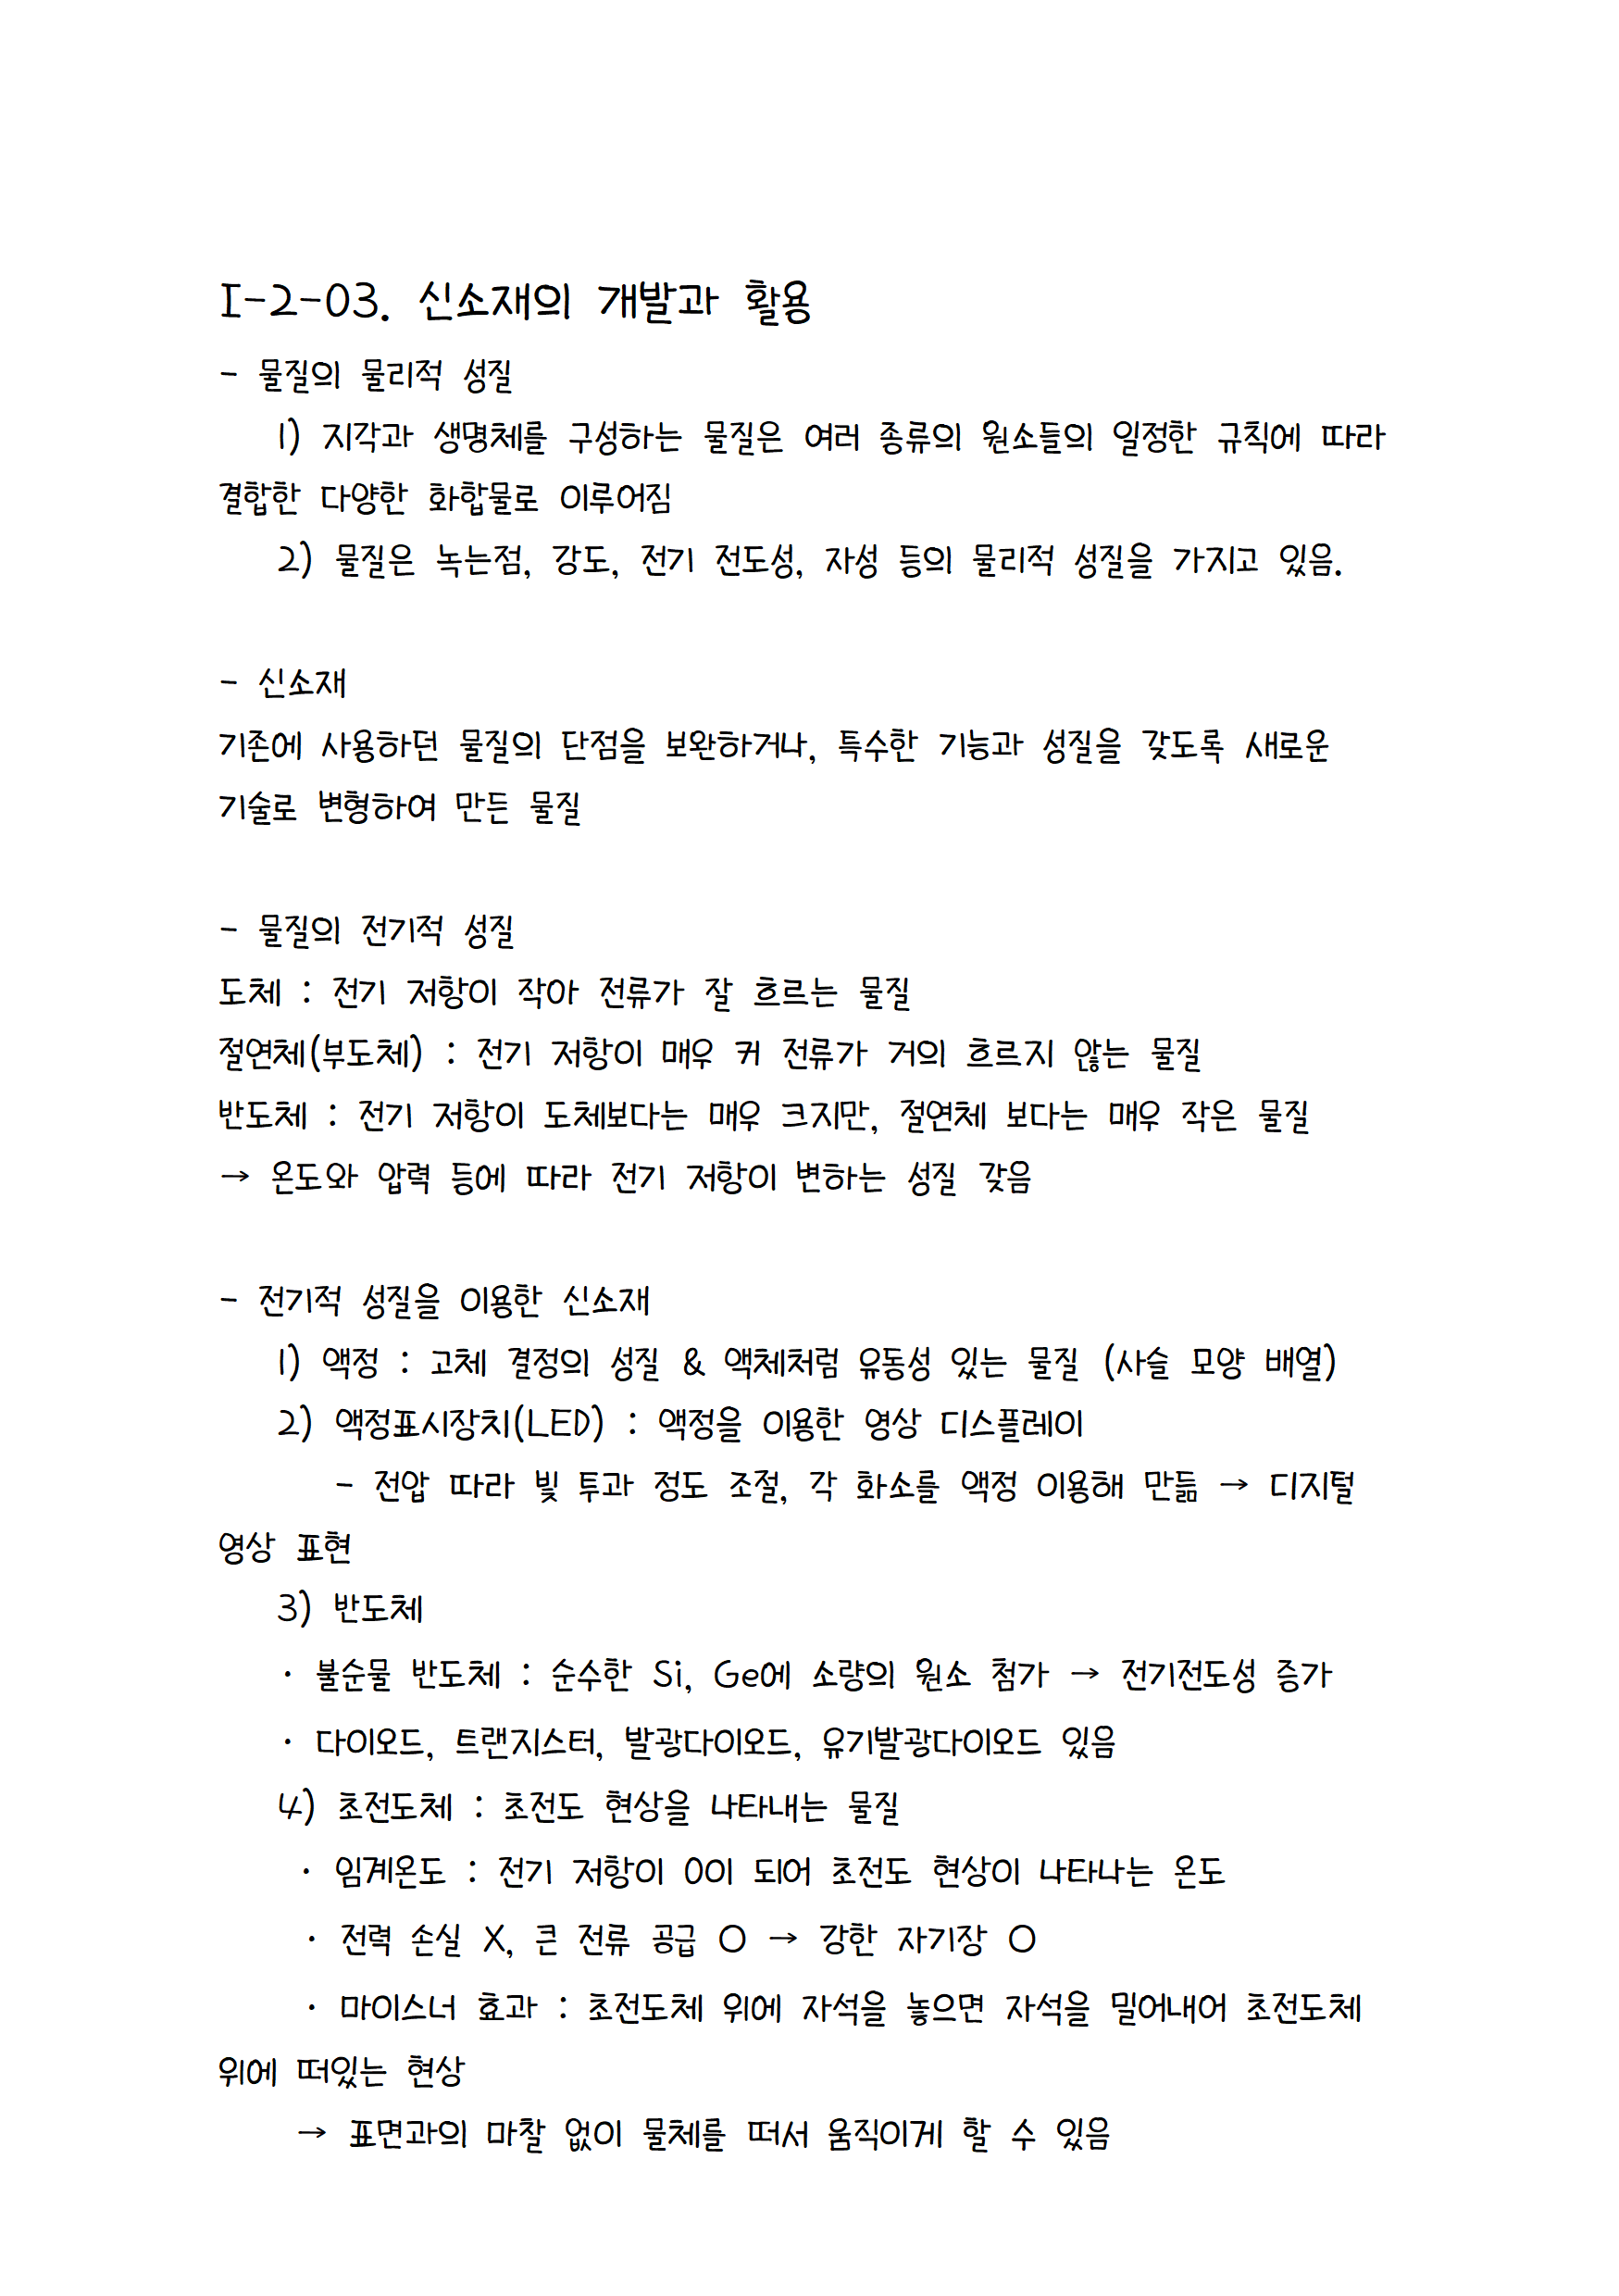 I-2-03. 신소재의 개발과 활용
- 물질의 물리적 성질
1) 지각과 생명체를 구성하는 물질은 여러 종류의 원소들의 일정한 규칙에 따라
결합한 다양한 화합물로 이루어짐
2) 물질은 녹는점, 강도, 전기 전도성, 자성 등의 물리적 성질을 가지고 있음.
- 신소재
기존에 사용하던 물질의 단점을 보완하거나, 특수한 기능과 성질을 갖도록 새로운
기술로 변형하여 만든 물질
- 물질의 전기적 성질
도체 : 전기 저항이 작아 전류가 잘 흐르는 물질
절연체(부도체) : 전기 저항이 매우 커 전류가 거의 흐르지 않는 물질
반도체 : 전기 저항이 도체보다는 매우 크지만, 절연체 보다는 매우 작은 물질
→ 온도와 압력 등에 따라 전기 저항이 변하는 성질 갖음
- 전기적 성질을 이용한 신소재
1) 액정 : 고체 결정의 성질 & 액체처럼 유동성 있는 물질 (사슬 모양 배열)
2) 액정표시장치(LED) : 액정을 이용한 영상 디스플레이
- 전압 따라 빛 투과 정도 조절, 각 화소를 액정 이용해 만듦 → 디지털
영상 표현
3) 반도체
· 불순물 반도체 : 순수한 Si, Ge에 소량의 원소 첨가 → 전기전도성 증가
· 다이오드, 트랜지스터, 발광다이오드, 유기발광다이오드 있음
4) 초전도체 : 초전도 현상을 나타내는 물질
· 임계온도 : 전기 저항이 0이 되어 초전도 현상이 나타나는 온도
· 전력 손실 X, 큰 전류 공급 O → 강한 자기장 O
· 마이스너 효과 : 초전도체 위에 자석을 놓으면 자석을 밀어내어 초전도체
위에 떠있는 현상
→ 표면과의 마찰 없이 물체를 떠서 움직이게 할 수 있음